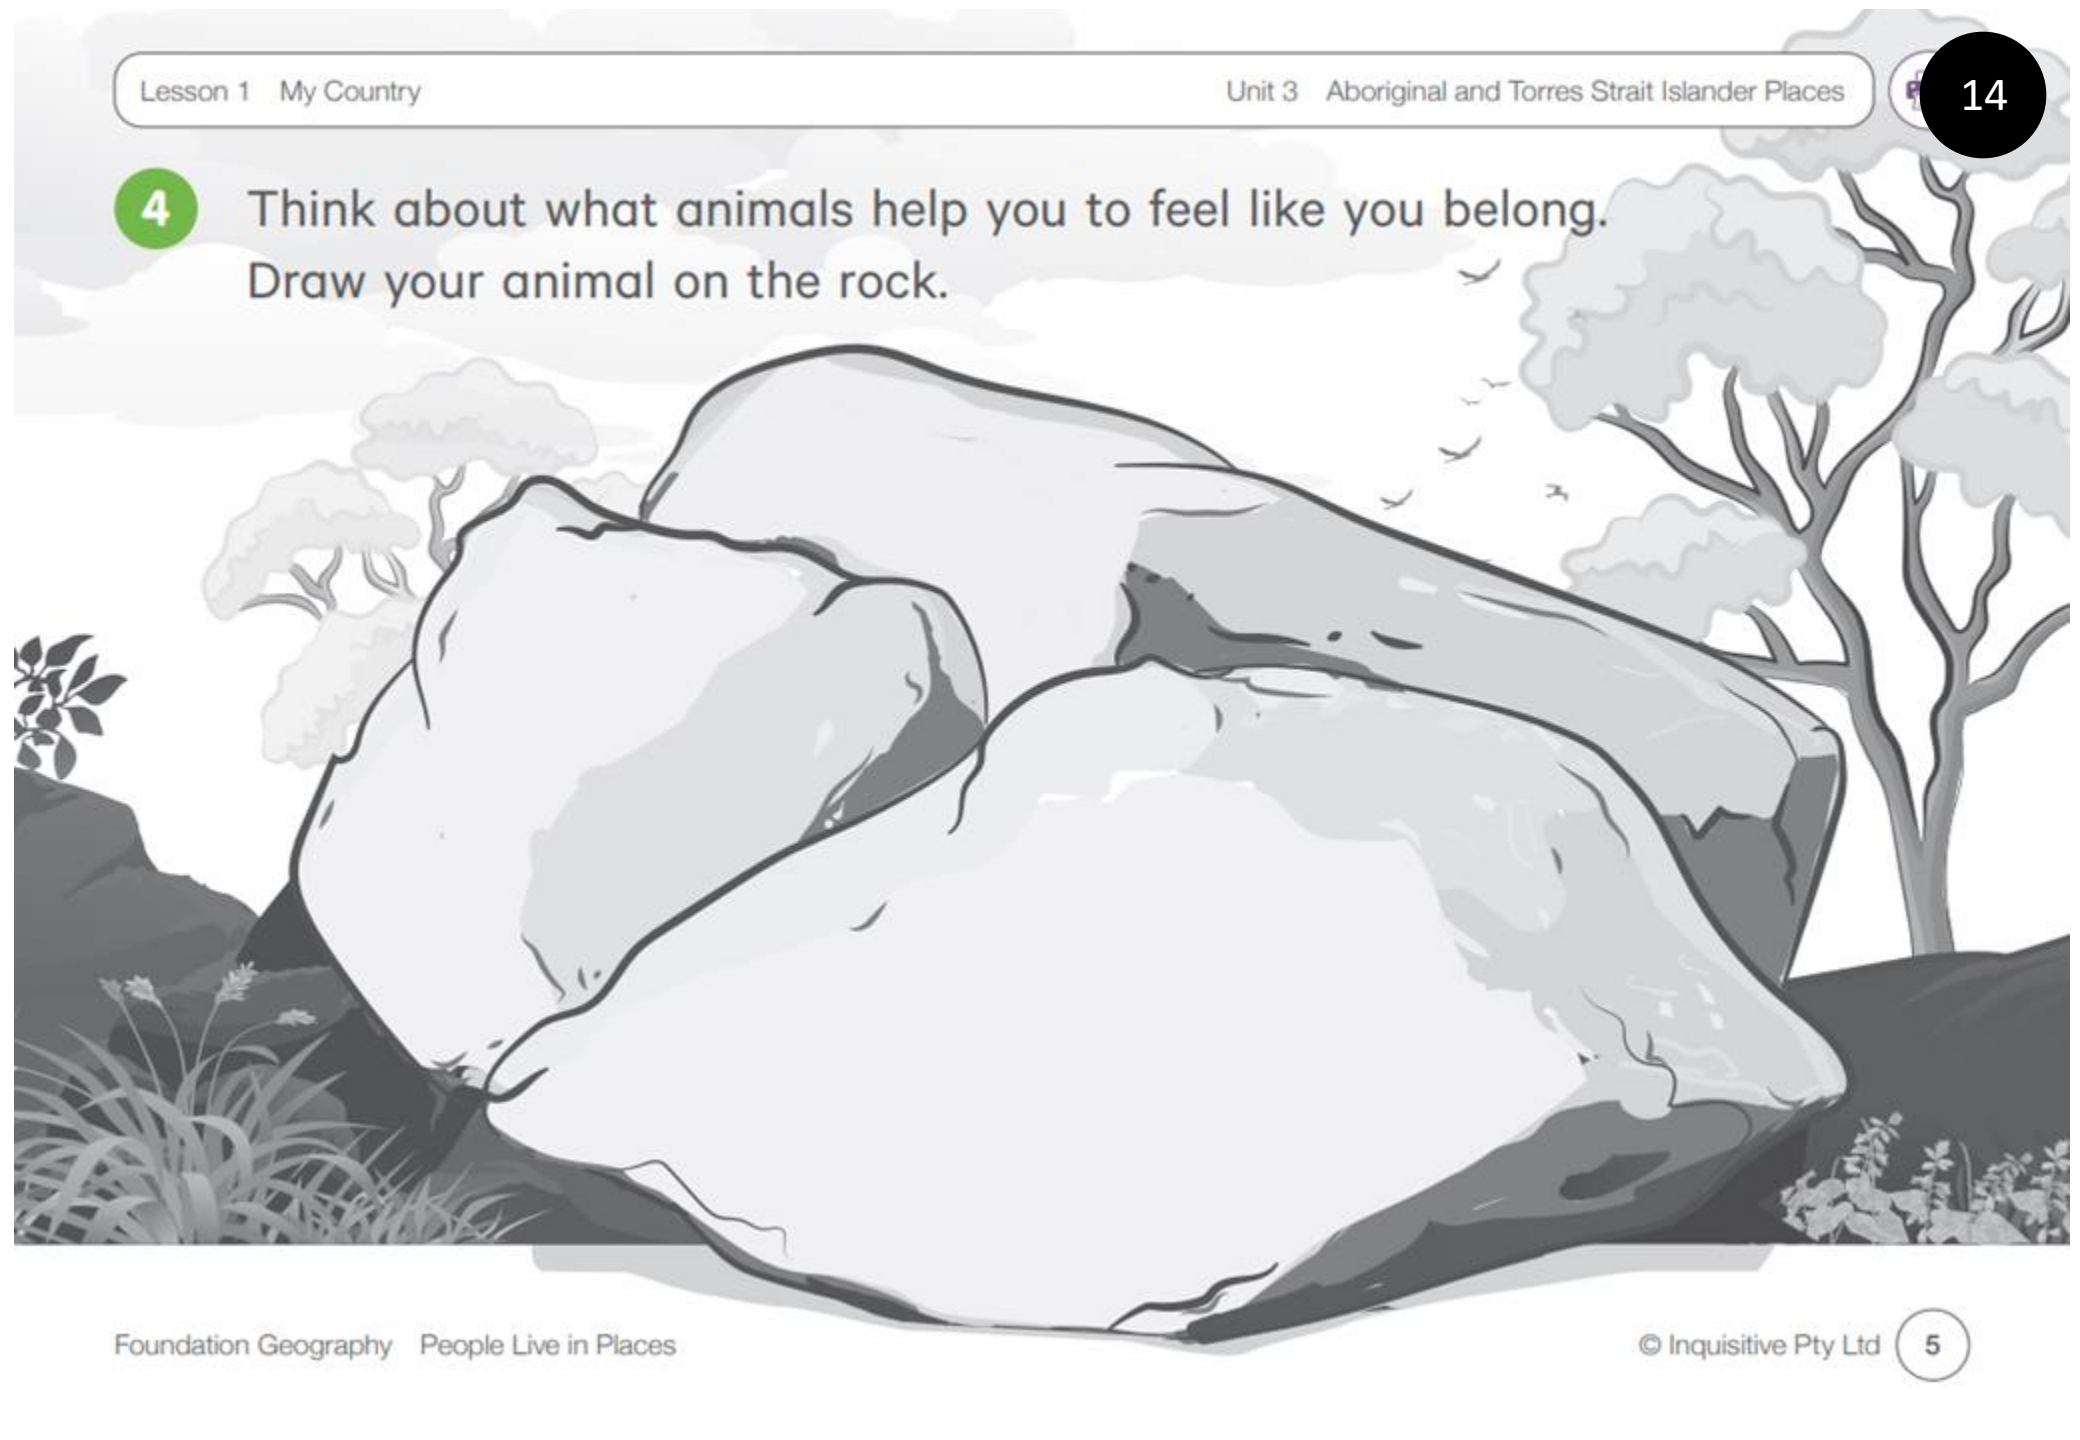 Lesson 1 My Country
Unit 3 Aboriginal and Torres Strait Islander Places
14
4
Think about what animals help you to feel like you belong.
Draw your animal on the rock.
Foundation Geography People Live in Places
© Inquisitive Pty Ltd
5